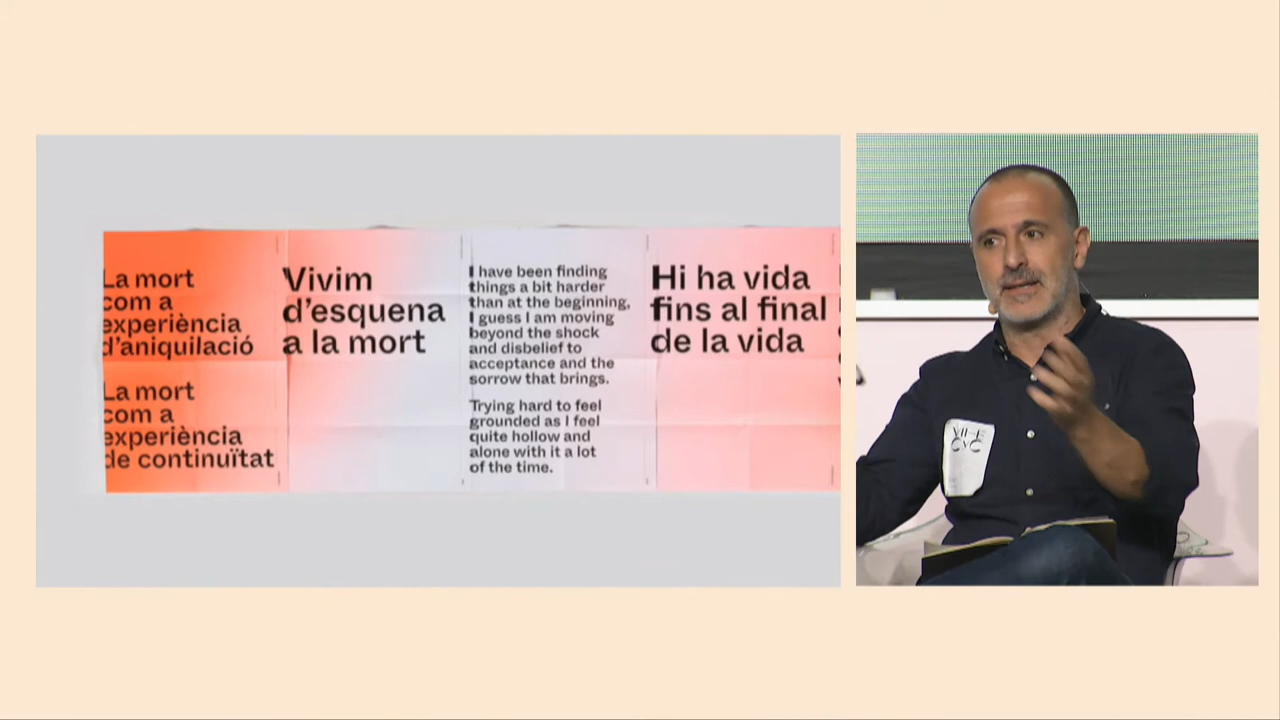 La mort
com a
experiència
d’aniquilació
La mort
com a
experiència
de continuïtat
Vivim
d’esquena
a la mort
I have been finding
things a bit harder
than at the beginning,
I guess I am moving
beyond the shock
and disbelief to
acceptance and the
sorrow that brings.
Trying hard to feel
grounded as I feel
quite hollow and
alone with it a lot
of the time.
Hi ha vida
fins al final
de la vida